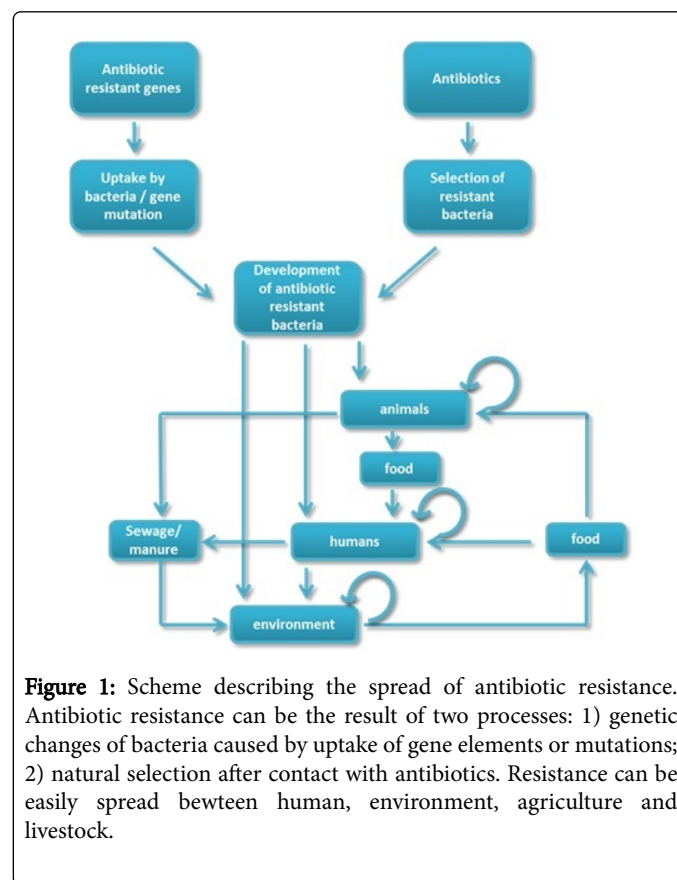 Antibiotic
resistant genes
Antibiotics
Uptake by
bacteria / gene
mutation
Selection of
resistant
bacteria
Development
of antibiotic
resistant
bacteria
animals
food
Sewage/
manure
humans
food
environment
Figure 1: Scheme describing the spread of antibiotic resistance.
Antibiotic resistance can be the result of two processes: 1) genetic
changes of bacteria caused by uptake of gene elements or mutations;
2) natural selection after contact with antibiotics. Resistance can be
easily spread bewteen human, environment, agriculture and
livestock.